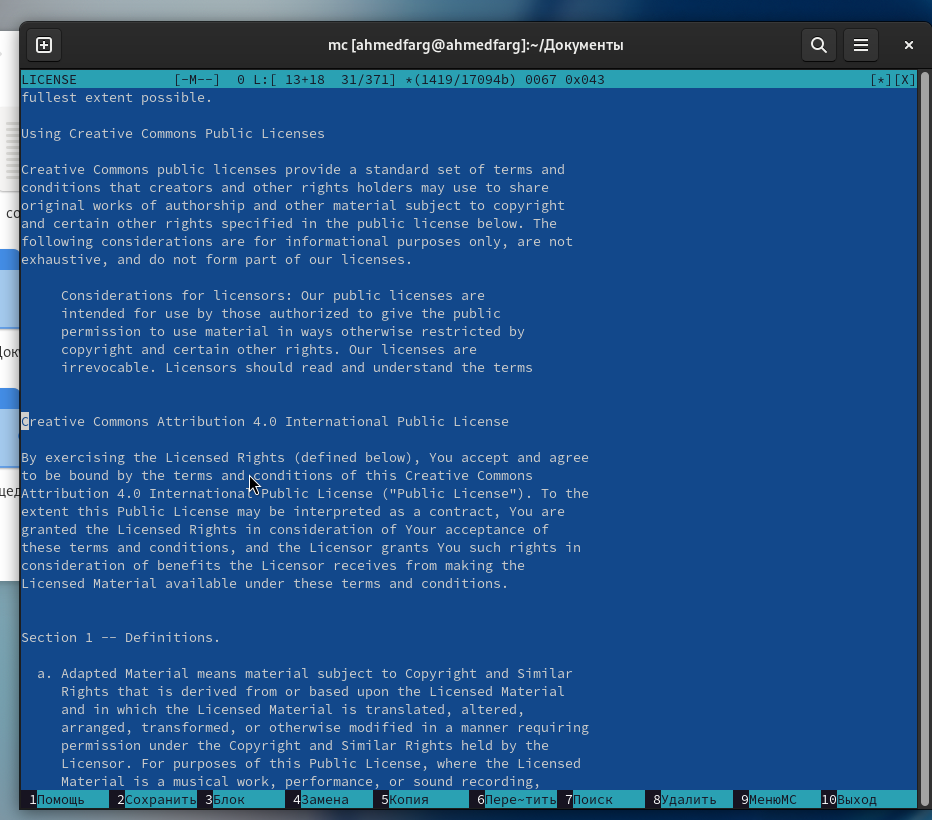 mc [ahmedfarg@ahmedfarg]:~/Документы
LICENSE [-M--] 0 L:[ 13+18 31/371] *(1419/17094b) 0067 0x043 [*][X]
fullest extent possible.
Using Creative Commons Public Licenses
Creative Commons public licenses provide a standard set of terms and
conditions that creators and other rights holders may use to share
original works of authorship and other material subject to copyright
and certain other rights specified in the public license below. The
following considerations are for informational purposes only, are not
exhaustive, and do not form part of our licenses.
Considerations for licensors: Our public licenses are
intended for use by those authorized to give the public
permission to use material in ways otherwise restricted by
copyright and certain other rights. Our licenses are
irrevocable. Licensors should read and understand the terms
Creative Commons Attribution 4.0 International Public License
By exercising the Licensed Rights (defined below), You accept and agree
to be bound by the terms and conditions of this Creative Commons
Attribution 4.0 International Public License ("Public License"). To the
extent this Public License may be interpreted as a contract, You are
granted the Licensed Rights in consideration of Your acceptance of
these terms and conditions, and the Licensor grants You such rights in
consideration of benefits the Licensor receives from making the
Licensed Material available under these terms and conditions.
Section 1 -- Definitions.
a. Adapted Material means material subject to Copyright and Similar
Rights that is derived from or based upon the Licensed Material
and in which the Licensed Material is translated, altered,
arranged, transformed, or otherwise modified in a manner requiring
permission under the Copyright and Similar Rights held by the
Licensor. For purposes of this Public License, where the Licensed
Material is a musical work, performance, or sound recording,
1Помощь 2Сохранить 3Блок 4Замена 5Копия 6Пере~тить 7Поиск 8Удалить 9МенюМС 10Выход